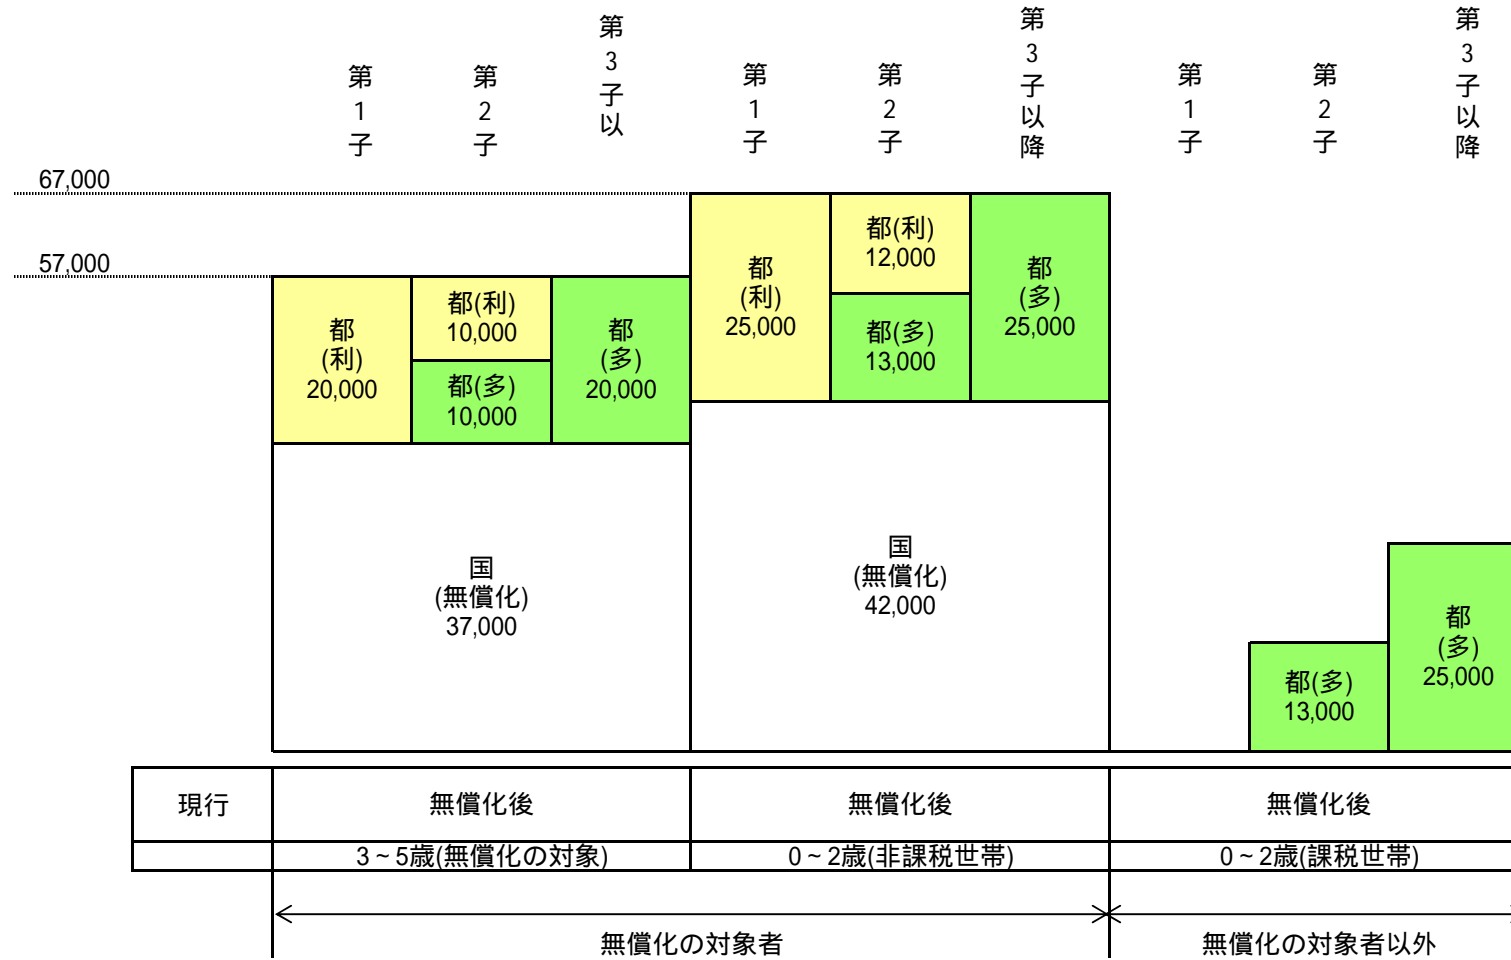 第1子
第2子
第3子以
第1子
第2子
第3子以降
第1子
第2子
第3子以降
67,000
57,000
都
(利)
20,000
都(利)
10,000
都(多)
10,000
都
(多)
20,000
都
(利)
25,000
都(利)
12,000
都(多)
13,000
都
(多)
25,000
国
(無償化)
37,000
国
(無償化)
42,000
都(多)
13,000
都
(多)
25,000
現行
無償化後
無償化後
無償化後
3~5歳(無償化の対象)
0~2歳(非課税世帯)
0~2歳(課税世帯)
無償化の対象者
無償化の対象者以外